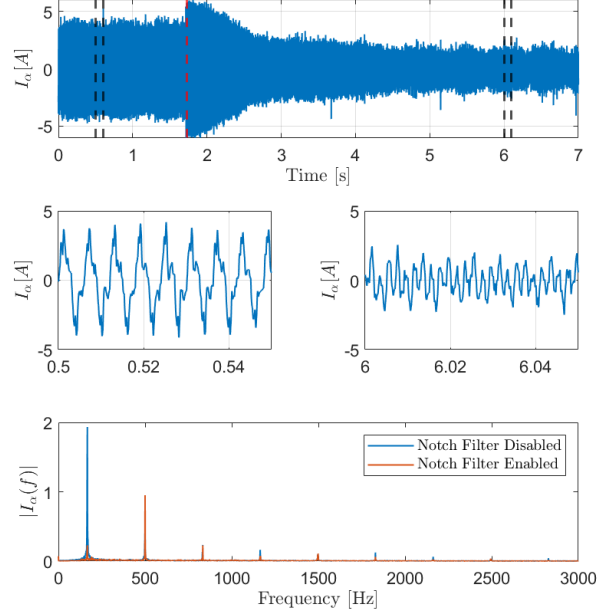 5
0
-5
I_α[A]
0 1 2 3 4 5 6 7
Time [s]
5
0
-5
I_α[A]
0.5 0.52 0.54
5
0
-5
I_α[A]
6 6.02 6.04
2
1
0
|I_α(f)|
Notch Filter Disabled
Notch Filter Enabled
0 500 1000 1500 2000 2500 3000
Frequency [Hz]